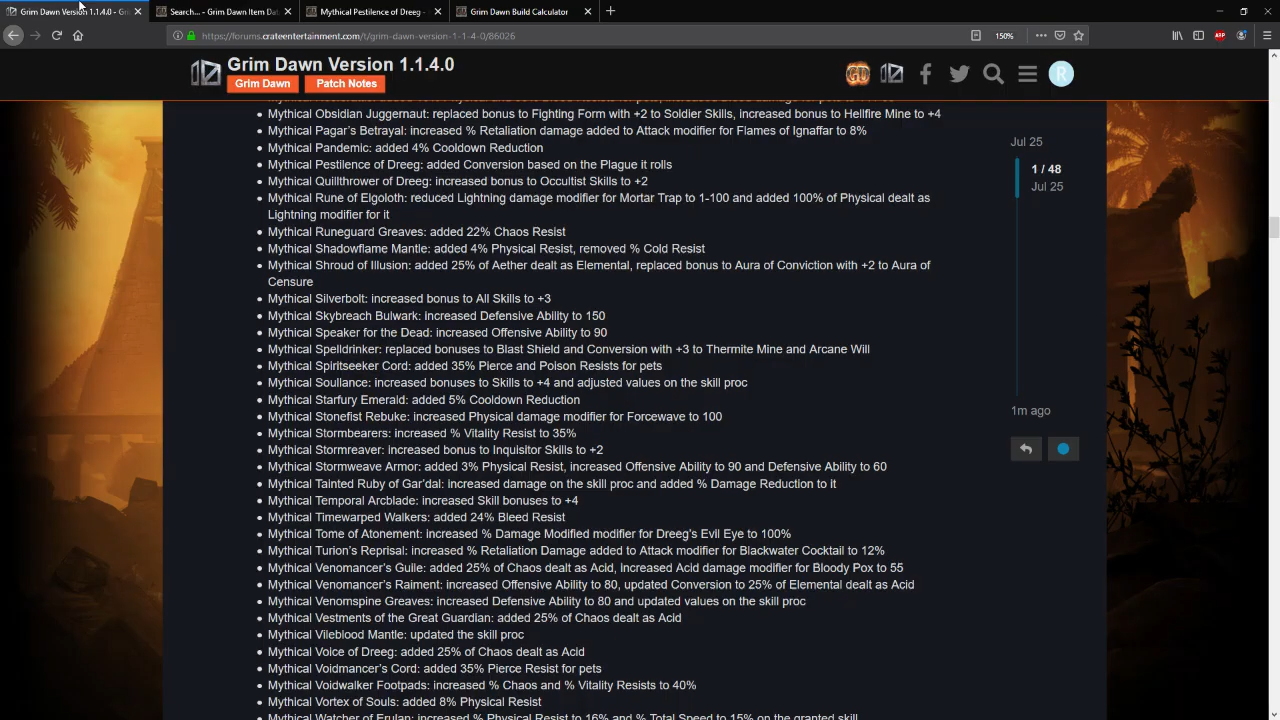 Grim Dawn Version 1.1.4.0 - Gri
Search... - Grim Dawn Item Dat
Mythical Pestilence of Dreeg -
Grim Dawn Build Calculator
https://forums.crateentertainment.com/t/grim-dawn-version-1-1-4-0/86026
150%
ABP
Grim Dawn Version 1.1.4.0
Grim Dawn
Patch Notes
GD
R
Mythical Obsidian Juggernaut: replaced bonus to Fighting Form with +2 to Soldier Skills, increased bonus to Hellfire Mine to +4
Mythical Pagar's Betrayal: increased % Retaliation damage added to Attack modifier for Flames of Ignaffar to 8%
Mythical Pandemic: added 4% Cooldown Reduction
Mythical Pestilence of Dreeg: added Conversion based on the Plague it rolls
Mythical Quillthrower of Dreeg: increased bonus to Occultist Skills to +2
Mythical Rune of Elgoloth: reduced Lightning damage modifier for Mortar Trap to 1-100 and added 100% of Physical dealt as
Lightning modifier for it
Mythical Runeguard Greaves: added 22% Chaos Resist
Mythical Shadowflame Mantle: added 4% Physical Resist, removed % Cold Resist
Mythical Shroud of Illusion: added 25% of Aether dealt as Elemental, replaced bonus to Aura of Conviction with +2 to Aura of
Censure
Mythical Silverbolt: increased bonus to All Skills to +3
Mythical Skybreach Bulwark: increased Defensive Ability to 150
Mythical Speaker for the Dead: increased Offensive Ability to 90
Mythical Spelldrinker: replaced bonuses to Blast Shield and Conversion with +3 to Thermite Mine and Arcane Will
Mythical Spiritseeker Cord: added 35% Pierce and Poison Resists for pets
Mythical Soullance: increased bonuses to Skills to +4 and adjusted values on the skill proc
Mythical Starfury Emerald: added 5% Cooldown Reduction
Mythical Stonefist Rebuke: increased Physical damage modifier for Forcewave to 100
Mythical Stormbearers: increased % Vitality Resist to 35%
Mythical Stormreaver: increased bonus to Inquisitor Skills to +2
Mythical Stormweave Armor: added 3% Physical Resist, increased Offensive Ability to 90 and Defensive Ability to 60
Mythical Tainted Ruby of Gar'dal: increased damage on the skill proc and added % Damage Reduction to it
Mythical Temporal Arcblade: increased Skill bonuses to +4
Mythical Timewarped Walkers: added 24% Bleed Resist
Mythical Tome of Atonement: increased % Damage Modified modifier for Dreeg's Evil Eye to 100%
Mythical Turion's Reprisal: increased % Retaliation Damage added to Attack modifier for Blackwater Cocktail to 12%
Mythical Venomancer's Guile: added 25% of Chaos dealt as Acid, Increased Acid damage modifier for Bloody Pox to 55
Mythical Venomancer's Raiment: increased Offensive Ability to 80, updated Conversion to 25% of Elemental dealt as Acid
Mythical Venomspine Greaves: increased Defensive Ability to 80 and updated values on the skill proc
Mythical Vestments of the Great Guardian: added 25% of Chaos dealt as Acid
Mythical Vileblood Mantle: updated the skill proc
Mythical Voice of Dreeg: added 25% of Chaos dealt as Acid
Mythical Voidmancer's Cord: added 35% Pierce Resist for pets
Mythical Voidwalker Footpads: increased % Chaos and % Vitality Resists to 40%
Mythical Vortex of Souls: added 8% Physical Resist
Mythical Watcher of Erulan: increased % Physical Resist to 16% and % Total Speed to 15% on the granted skill
Jul 25
1 / 48
Jul 25
1m ago